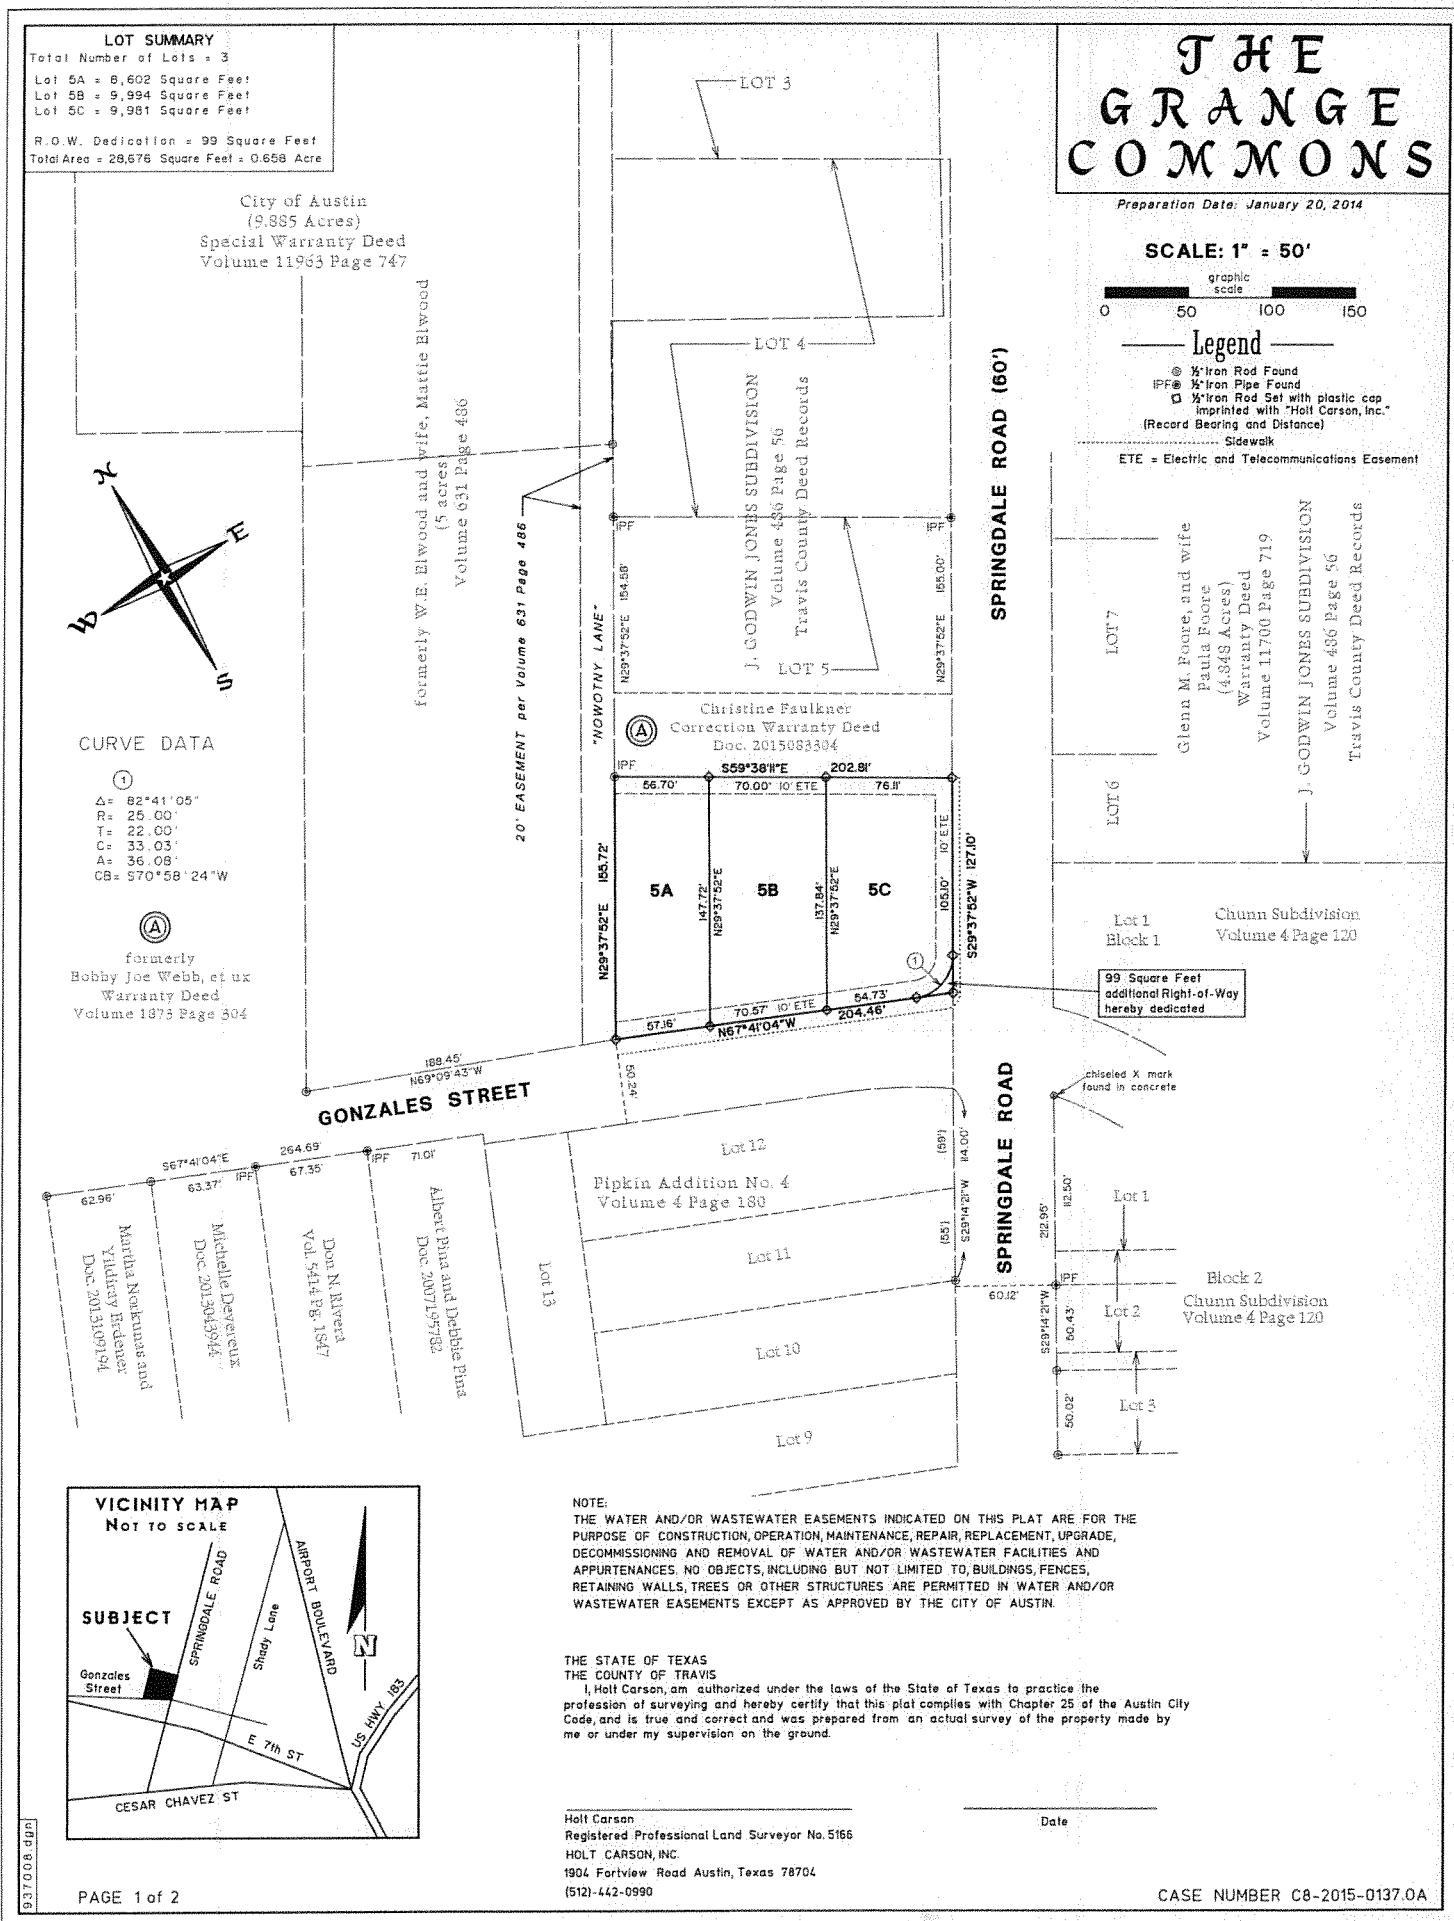 LOT SUMMARY
Total Number of Lots = 3
Lot 5A = 8,602 Square Feet
Lot 5B = 9,994 Square Feet
Lot 5C = 9,981 Square Feet
R.O.W. Dedication = 99 Square Feet
Total Area = 28,676 Square Feet = 0.658 Acre
THE
GRANGE
COMMONS
Preparation Date: January 20, 2014
SCALE: 1" = 50'
graphic
scale
0 50 100 150
Legend
½" Iron Rod Found
IPF ½" Iron Pipe Found
½" Iron Rod Set with plastic cap
imprinted with "Holt Carson, Inc."
(Record Bearing and Distance)
Sidewalk
ETE = Electric and Telecommunications Easement
City of Austin
(9.885 Acres)
Special Warranty Deed
Volume 11963 Page 747
formerly W.E. Elwood and wife, Mattie Elwood
(5 acres)
Volume 631 Page 486
LOT 3
LOT 4
J. GODWIN JONES SUBDIVISION
Volume 486 Page 56
Travis County Deed Records
LOT 5
SPRINGDALE ROAD (60')
IPF
IPF
N29°37'52"E 154.58'
N29°37'52"E 155.00'
20' EASEMENT per Volume 631 Page 486
"NOWOTNY LANE"
N
E
W
S
LOT 7
LOT 6
Glenn M. Foore, and wife
Paula Foore
(4.848 Acres)
Warranty Deed
Volume 11700 Page 719
J. GODWIN JONES SUBDIVISION
Volume 486 Page 56
Travis County Deed Records
A
Christine Faulkner
Correction Warranty Deed
Doc. 2015083304
CURVE DATA
1
Δ= 82°41'05"
R= 25.00'
T= 22.00'
C= 33.03'
A= 36.08'
CB= S70°58'24"W
A
formerly
Bobby Joe Webb, et ux
Warranty Deed
Volume 1873 Page 304
IPF
S59°38'11"E 202.81'
56.70' 70.00' 10' ETE 76.11'
N29°37'52"E 155.72'
5A
147.72'
N29°37'52"E
5B
137.84'
N29°37'52"E
5C
105.10' 10' ETE
S29°37'52"W 127.10'
1
57.16' 70.57' 10' ETE 54.73'
N67°41'04"W 204.46'
Lot 1
Block 1
Chunn Subdivision
Volume 4 Page 120
99 Square Feet
additional Right-of-Way
hereby dedicated
188.45'
N69°09'43"W
GONZALES STREET
50.24'
chiseled X mark
found in concrete
SPRINGDALE ROAD
S67°41'04"E 264.69'
62.96' 63.37' IPF 67.35' IPF 71.01'
Martha Norkunas and
Yildiray Erdener
Doc. 2013109194
Michelle Devereux
Doc. 2013043944
Don N. Rivera
Vol. 5414 Pg. 1847
Albert Pina and Debbie Pina
Doc. 2007195782
Lot 13
Lot 12
Pipkin Addition No. 4
Volume 4 Page 180
Lot 11
Lot 10
Lot 9
(59')
(55')
S29°14'21"W 114.00'
60.12'
IPF
212.95'
S29°14'21"W
112.50'
50.43'
50.02'
Lot 1
Lot 2
Lot 3
Block 2
Chunn Subdivision
Volume 4 Page 120
VICINITY MAP
NOT TO SCALE
SUBJECT
Gonzales
Street
SPRINGDALE ROAD
Shady Lane
AIRPORT BOULEVARD
N
US HWY 183
E 7th ST
CESAR CHAVEZ ST
NOTE:
THE WATER AND/OR WASTEWATER EASEMENTS INDICATED ON THIS PLAT ARE FOR THE
PURPOSE OF CONSTRUCTION, OPERATION, MAINTENANCE, REPAIR, REPLACEMENT, UPGRADE,
DECOMMISSIONING AND REMOVAL OF WATER AND/OR WASTEWATER FACILITIES AND
APPURTENANCES. NO OBJECTS, INCLUDING BUT NOT LIMITED TO, BUILDINGS, FENCES,
RETAINING WALLS, TREES OR OTHER STRUCTURES ARE PERMITTED IN WATER AND/OR
WASTEWATER EASEMENTS EXCEPT AS APPROVED BY THE CITY OF AUSTIN.
THE STATE OF TEXAS
THE COUNTY OF TRAVIS
I, Holt Carson, am authorized under the laws of the State of Texas to practice the
profession of surveying and hereby certify that this plat complies with Chapter 25 of the Austin City
Code, and is true and correct and was prepared from an actual survey of the property made by
me or under my supervision on the ground.
Holt Carson
Registered Professional Land Surveyor No. 5166
HOLT CARSON, INC.
1904 Fortview Road Austin, Texas 78704
(512)-442-0990
Date
937008.dgn
PAGE 1 of 2
CASE NUMBER C8-2015-0137.0A